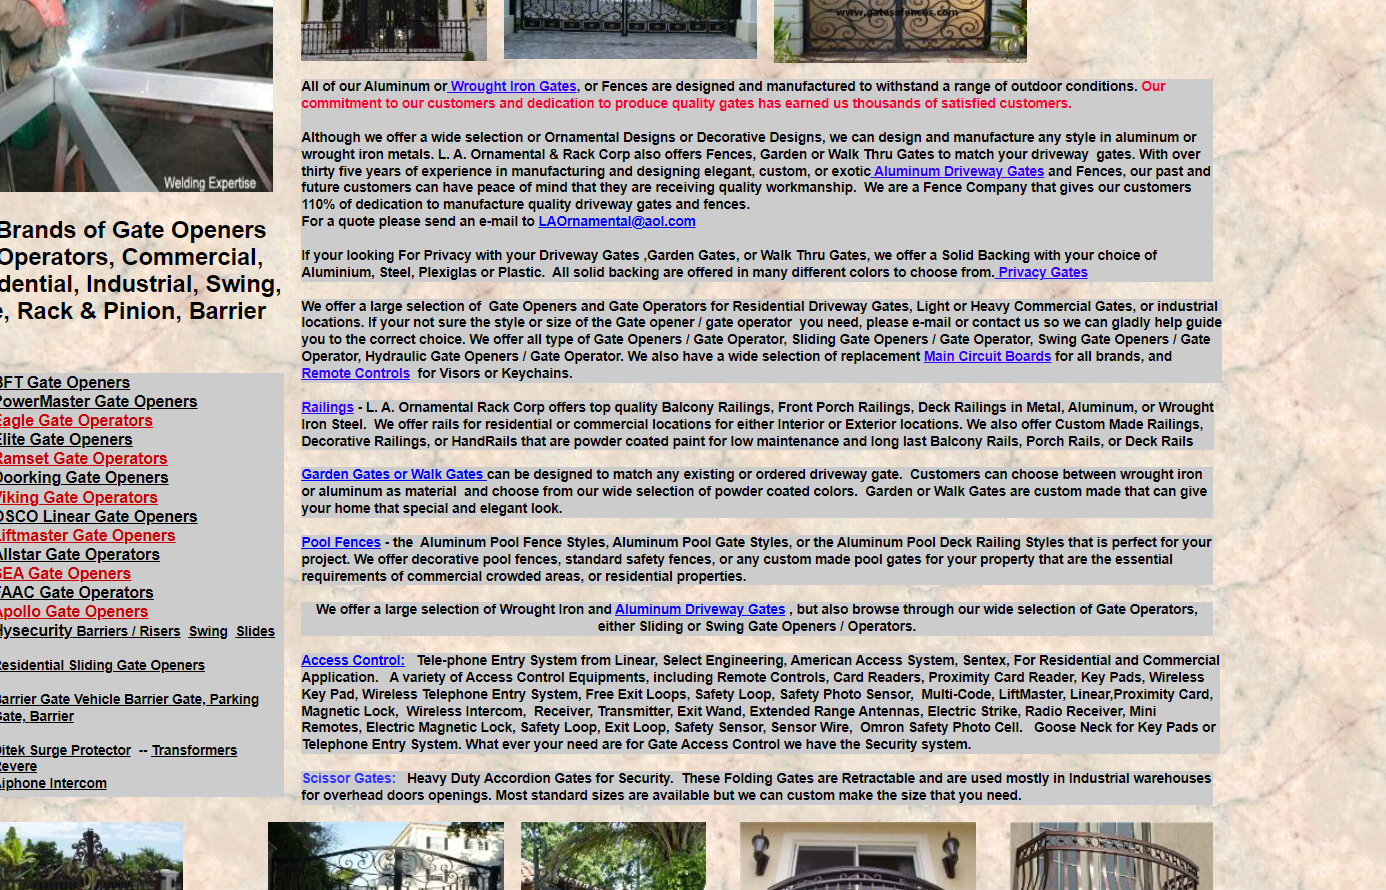 www.gatesnfences.com
Welding Expertise
Brands of Gate Openers
Operators, Commercial,
Industrial, Swing,
Rack & Pinion, Barrier
BFT Gate Openers
PowerMaster Gate Openers
Eagle Gate Operators
Elite Gate Openers
Ramset Gate Operators
Doorking Gate Openers
Viking Gate Operators
OSCO Linear Gate Openers
Liftmaster Gate Openers
Allstar Gate Operators
SEA Gate Openers
FAAC Gate Operators
Apollo Gate Openers
Hysecurity Barriers / Risers Swing Slides
Residential Sliding Gate Openers
Barrier Gate Vehicle Barrier Gate, Parking
Gate, Barrier
Ditek Surge Protector -- Transformers
Revere
Aiphone Intercom
All of our Aluminum or Wrought Iron Gates, or Fences are designed and manufactured to withstand a range of outdoor conditions. Our
commitment to our customers and dedication to produce quality gates has earned us thousands of satisfied customers.
Although we offer a wide selection or Ornamental Designs or Decorative Designs, we can design and manufacture any style in aluminum or
wrought iron metals. L. A. Ornamental & Rack Corp also offers Fences, Garden or Walk Thru Gates to match your driveway gates. With over
thirty five years of experience in manufacturing and designing elegant, custom, or exotic Aluminum Driveway Gates and Fences, our past and
future customers can have peace of mind that they are receiving quality workmanship. We are a Fence Company that gives our customers
110% of dedication to manufacture quality driveway gates and fences.
For a quote please send an e-mail to LAOrnamental@aol.com
If your looking For Privacy with your Driveway Gates ,Garden Gates, or Walk Thru Gates, we offer a Solid Backing with your choice of
Aluminium, Steel, Plexiglas or Plastic. All solid backing are offered in many different colors to choose from. Privacy Gates
We offer a large selection of Gate Openers and Gate Operators for Residential Driveway Gates, Light or Heavy Commercial Gates, or industrial
locations. If your not sure the style or size of the Gate opener / gate operator you need, please e-mail or contact us so we can gladly help guide
you to the correct choice. We offer all type of Gate Openers / Gate Operator, Sliding Gate Openers / Gate Operator, Swing Gate Openers / Gate
Operator, Hydraulic Gate Openers / Gate Operator. We also have a wide selection of replacement Main Circuit Boards for all brands, and
Remote Controls for Visors or Keychains.
Railings - L. A. Ornamental Rack Corp offers top quality Balcony Railings, Front Porch Railings, Deck Railings in Metal, Aluminum, or Wrought
Iron Steel. We offer rails for residential or commercial locations for either Interior or Exterior locations. We also offer Custom Made Railings,
Decorative Railings, or HandRails that are powder coated paint for low maintenance and long last Balcony Rails, Porch Rails, or Deck Rails
Garden Gates or Walk Gates can be designed to match any existing or ordered driveway gate. Customers can choose between wrought iron
or aluminum as material and choose from our wide selection of powder coated colors. Garden or Walk Gates are custom made that can give
your home that special and elegant look.
Pool Fences - the Aluminum Pool Fence Styles, Aluminum Pool Gate Styles, or the Aluminum Pool Deck Railing Styles that is perfect for your
project. We offer decorative pool fences, standard safety fences, or any custom made pool gates for your property that are the essential
requirements of commercial crowded areas, or residential properties.
We offer a large selection of Wrought Iron and Aluminum Driveway Gates , but also browse through our wide selection of Gate Operators,
either Sliding or Swing Gate Openers / Operators.
Access Control: Tele-phone Entry System from Linear, Select Engineering, American Access System, Sentex, For Residential and Commercial
Application. A variety of Access Control Equipments, including Remote Controls, Card Readers, Proximity Card Reader, Key Pads, Wireless
Key Pad, Wireless Telephone Entry System, Free Exit Loops, Safety Loop, Safety Photo Sensor, Multi-Code, LiftMaster, Linear,Proximity Card,
Magnetic Lock, Wireless Intercom, Receiver, Transmitter, Exit Wand, Extended Range Antennas, Electric Strike, Radio Receiver, Mini
Remotes, Electric Magnetic Lock, Safety Loop, Exit Loop, Safety Sensor, Sensor Wire, Omron Safety Photo Cell. Goose Neck for Key Pads or
Telephone Entry System. What ever your need are for Gate Access Control we have the Security system.
Scissor Gates: Heavy Duty Accordion Gates for Security. These Folding Gates are Retractable and are used mostly in Industrial warehouses
for overhead doors openings. Most standard sizes are available but we can custom make the size that you need.